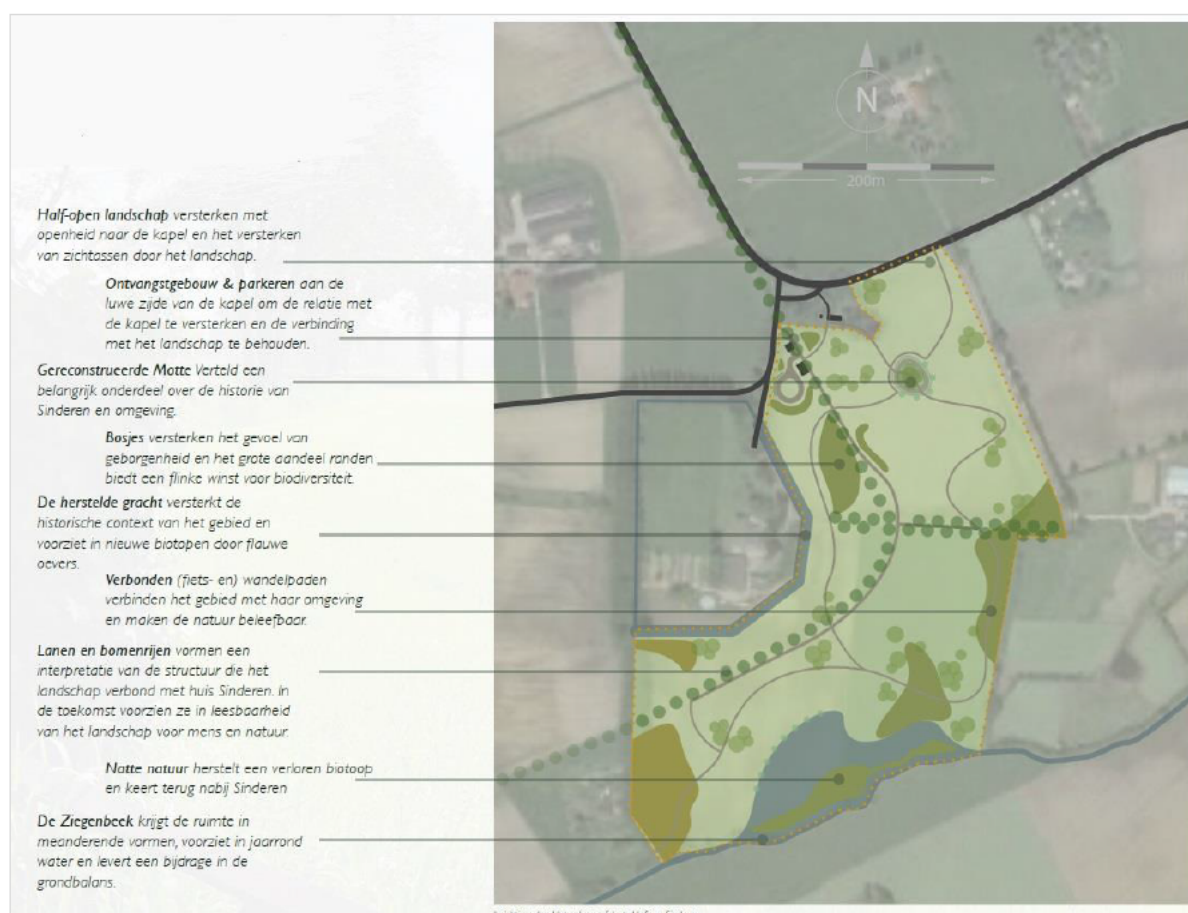 Half-open landschap versterken met
openheid naar de kapel en het versterken
van zichtassen door het landschap.
Ontvangstgebouw & parkeren aan de
luwe zijde van de kapel om de relatie met
de kapel te versterken en de verbinding
met het landschap te behouden.
Gereconstrueerde Motte Verteld een
belangrijk onderdeel over de historie van
Sinderen en omgeving.
Bosjes versterken het gevoel van
geborgenheid en het grote aandeel randen
biedt een flinke winst voor biodiversiteit.
De herstelde gracht versterkt de
historische context van het gebied en
voorziet in nieuwe biotopen door flauwe
oevers.
Verbonden (fiets- en) wandelpaden
verbinden het gebied met haar omgeving
en maken de natuur beleefbaar.
Lanen en bomenrijen vormen een
interpretatie van de structuur die het
landschap verbond met huis Sinderen. In
de toekomst voorzien ze in leesbaarheid
van het landschap voor mens en natuur.
Natte natuur herstelt een verloren biotoop
en keert terug nabij Sinderen
De Ziegenbeek krijgt de ruimte in
meanderende vormen, voorziet in jaarrond
water en levert een bijdrage in de
grondbalans.
N
200m